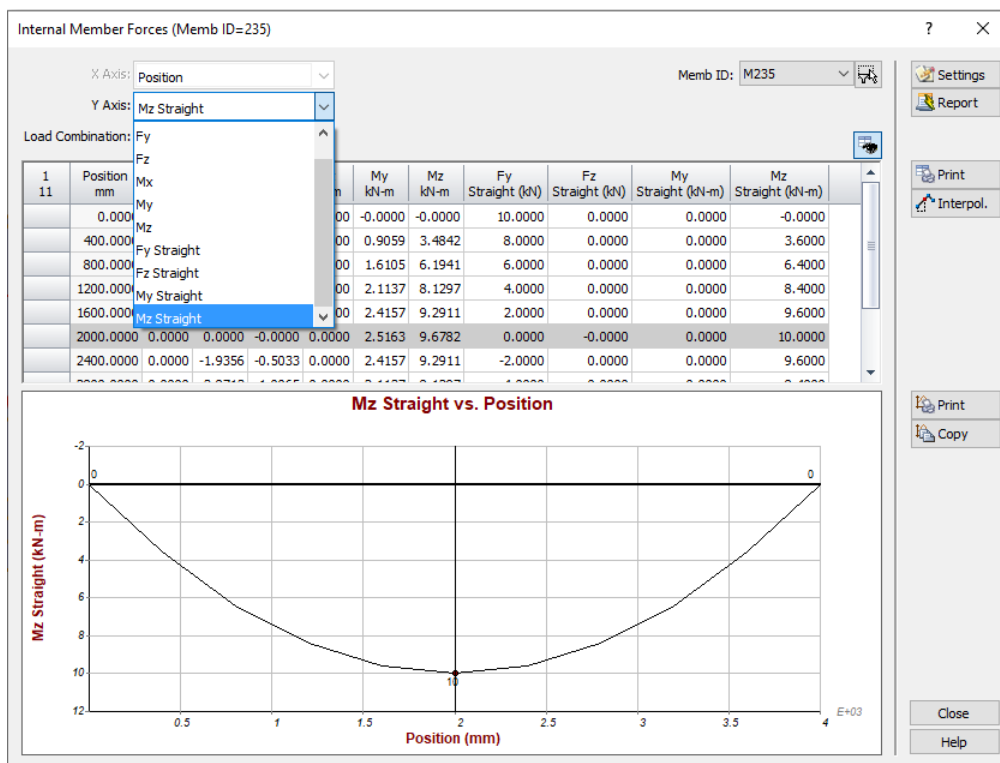 Internal Member Forces (Memb ID=235) ? ×
X Axis: Position Memb ID: M235 Settings
Y Axis: Mz Straight Report
Load Combination: Fy
Fz
Mx
My
Mz
Fy Straight
Fz Straight
My Straight
Mz Straight
1 Position My Mz Fy Fz My Mz Print
11 mm kN-m kN-m Straight (kN) Straight (kN) Straight (kN-m) Straight (kN-m)
Interpol.
0.000 00 -0.0000 -0.0000 10.0000 0.0000 0.0000 -0.0000
400.000 00 0.9059 3.4842 8.0000 0.0000 0.0000 3.6000
800.000 00 1.6105 6.1941 6.0000 0.0000 0.0000 6.4000
1200.000 00 2.1137 8.1297 4.0000 0.0000 0.0000 8.4000
1600.000 00 2.4157 9.2911 2.0000 0.0000 0.0000 9.6000
2000.0000 0.0000 0.0000 -0.0000 0.0000 2.5163 9.6782 0.0000 -0.0000 0.0000 10.0000
2400.0000 0.0000 -1.9356 -0.5033 0.0000 2.4157 9.2911 -2.0000 0.0000 0.0000 9.6000
Mz Straight vs. Position
Print
Copy
Mz Straight (kN-m)
-2
0
2
4
6
8
10
12
0 0
10
0.5 1 1.5 2 2.5 3 3.5 4 E+03
Position (mm)
Close
Help